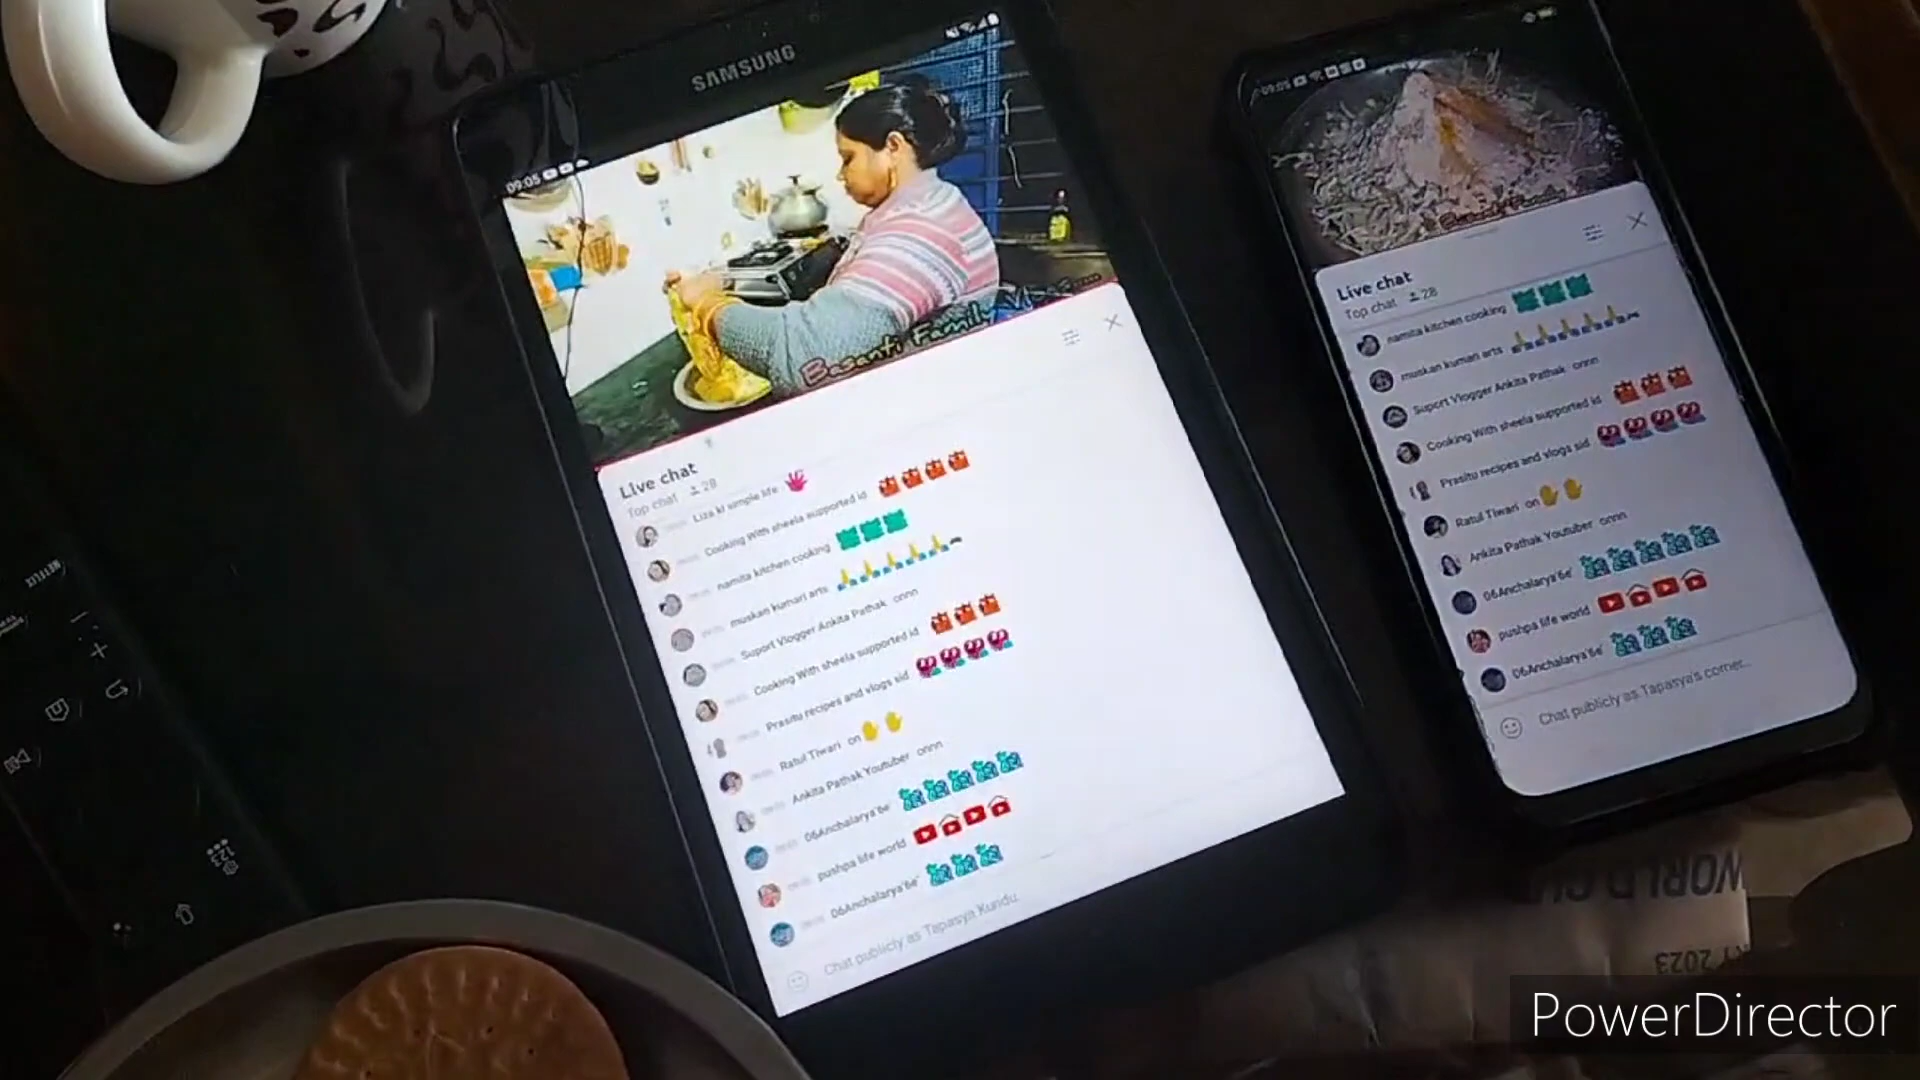 SAMSUNG
09:05
Basanti Family
Live chat
Top chat 28
Liza ki simple life
Cooking With sheela supported id
namita kitchen cooking
muskan kumari arts
Suport Vlogger Ankita Pathak onnn
Cooking With sheela supported id
Prasitu recipes and vlogs sid
Ratul Tiwari on
Ankita Pathak Youtuber onnn
06Anchalarya'6e'
pushpa life world
06Anchalarya'6e'
Chat publicly as Tapasya Kundu
09:05
Live chat
Top chat 28
namita kitchen cooking
muskan kumari arts
Suport Vlogger Ankita Pathak onnn
Cooking With sheela supported id
Prasitu recipes and vlogs sid
Ratul Tiwari on
Ankita Pathak Youtuber onnn
06Anchalarya'6e'
pushpa life world
06Anchalarya'6e'
Chat publicly as Tapasya's corner...
NETFLIX
123
WORLD
2023
PowerDirector